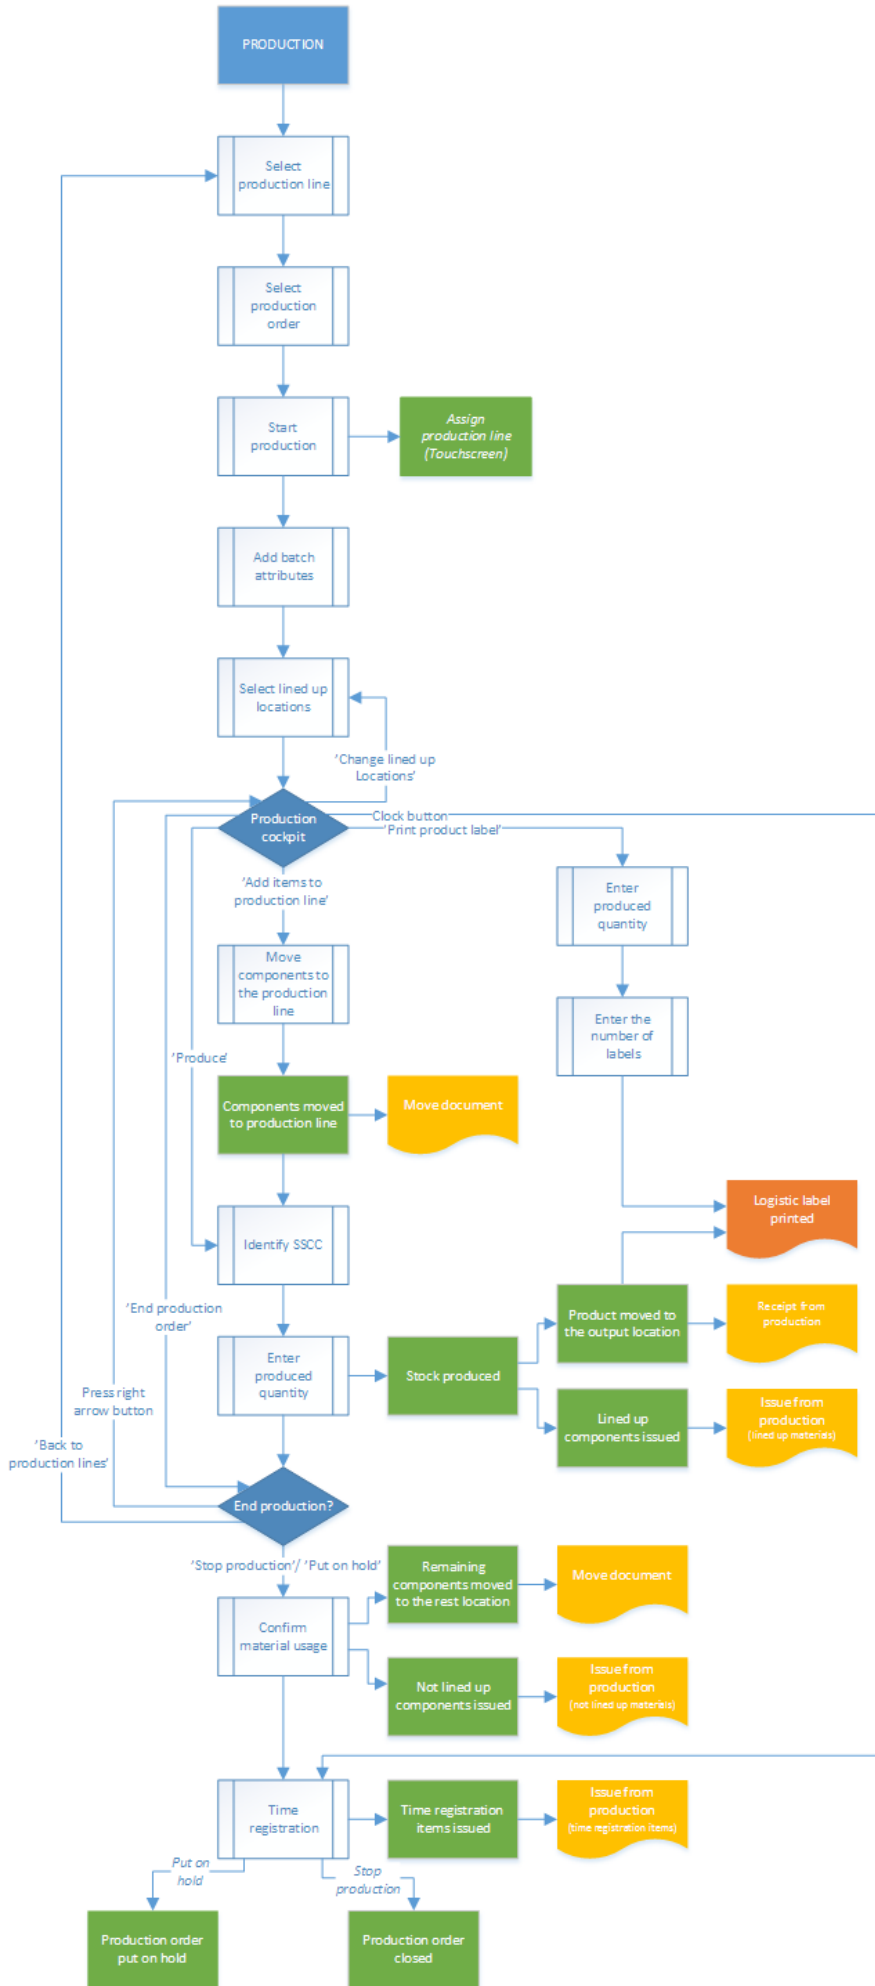 PRODUCTION
Select
production line
Select
production
order
Start
production
Assign
production line
(Touchscreen)
Add batch
attributes
Select lined up
locations
'Change lined up
Locations'
Production
cockpit
Clock button
'Print product label'
'Add items to
production line'
Enter
produced
quantity
Move
components to
the production
line
Enter the
number of
labels
'Produce'
Components moved
to production line
Move document
Logistic label
printed
Identify SSCC
'End production
order'
Product moved to
the output location
Receipt from
production
Enter
produced
quantity
Stock produced
Press right
arrow button
Lined up
components issued
Issue from
production
(lined up materials)
'Back to
production lines'
End production?
'Stop production'/ 'Put on hold'
Remaining
components moved
to the rest location
Move document
Confirm
material usage
Not lined up
components issued
Issue from
production
(not lined up materials)
Time
registration
Time registration
items issued
Issue from
production
(time registration items)
Put on
hold
Stop
production
Production order
put on hold
Production order
closed